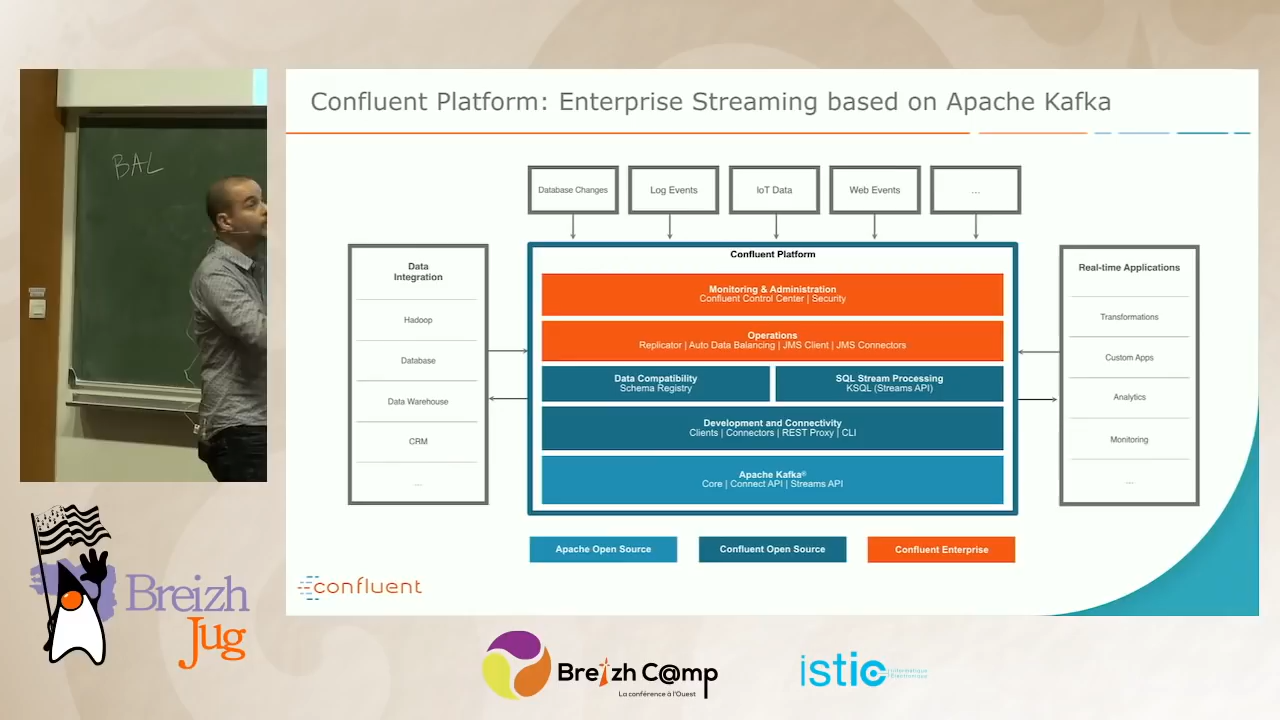 Confluent Platform: Enterprise Streaming based on Apache Kafka
BAL
Database Changes
Log Events
IoT Data
Web Events
...
Data
Integration
Hadoop
Database
Data Warehouse
CRM
...
Confluent Platform
Monitoring & Administration
Confluent Control Center | Security
Operations
Replicator | Auto Data Balancing | JMS Client | JMS Connectors
Data Compatibility
Schema Registry
SQL Stream Processing
KSQL (Streams API)
Development and Connectivity
Clients | Connectors | REST Proxy | CLI
Apache Kafka®
Core | Connect API | Streams API
Real-time Applications
Transformations
Custom Apps
Analytics
Monitoring
...
Apache Open Source
Confluent Open Source
Confluent Enterprise
confluent
Breizh
Jug
Breizh C@mp
La conférence à l'Ouest
istic